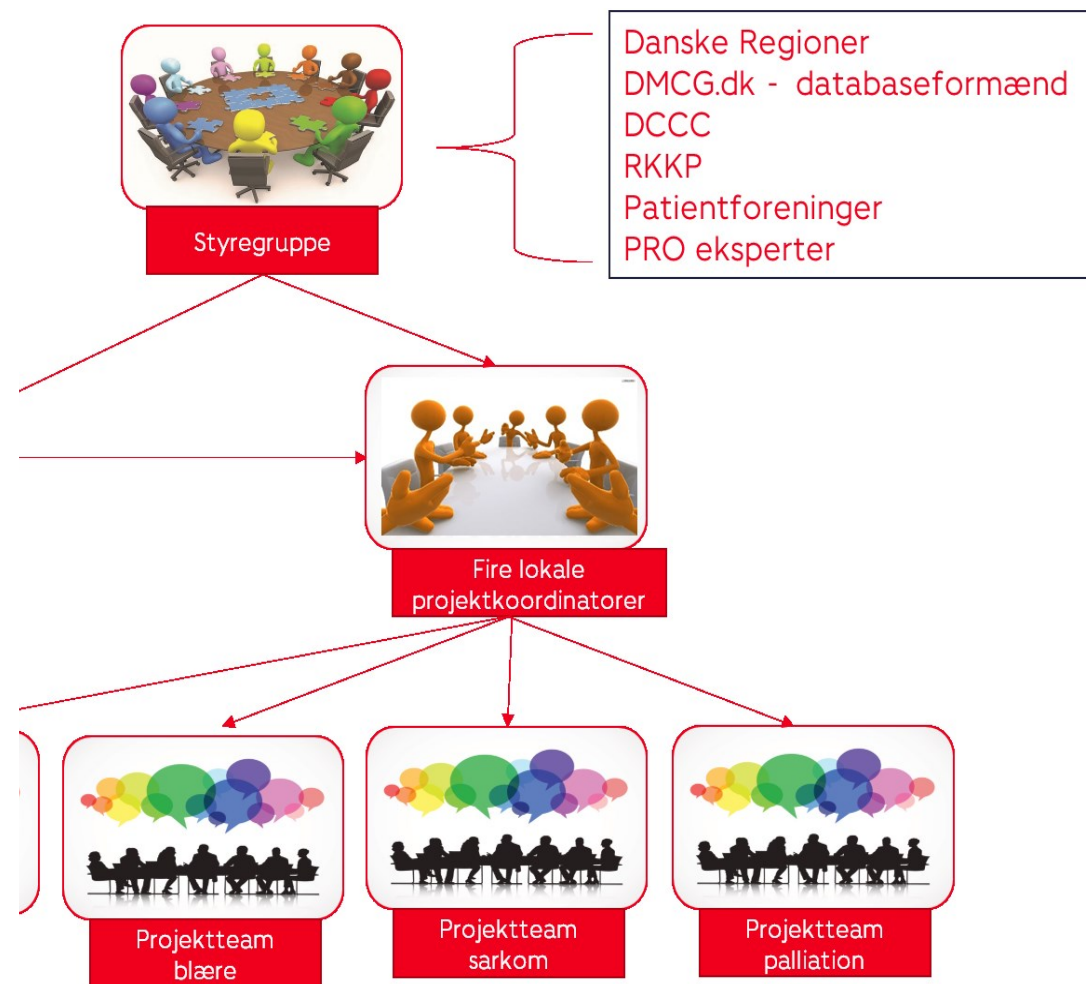 Danske Regioner
DMCG.dk - databaseformænd
DCCC
RKKP
Patientforeninger
PRO eksperter
Styregruppe
Fire lokale
projektkoordinatorer
Projektteam
blære
Projektteam
sarkom
Projektteam
palliation